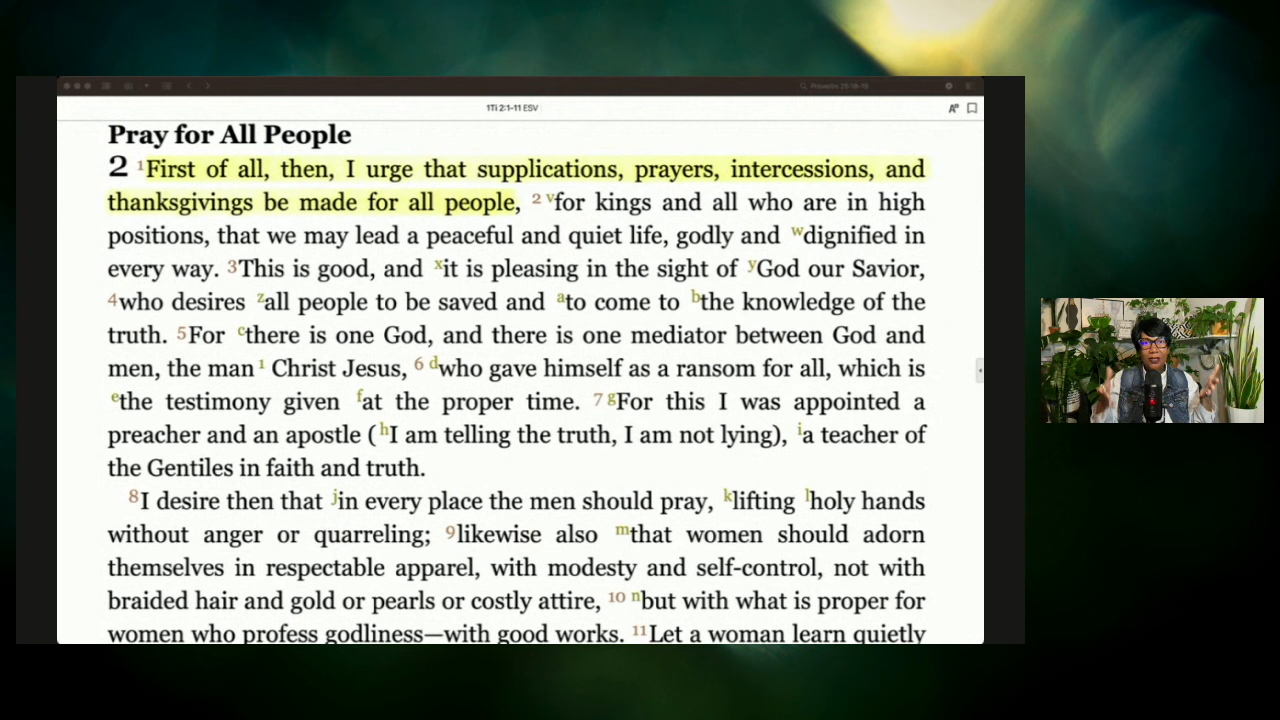 Proverbs 29:18-19
1Ti 2:1-11 ESV
Pray for All People
2 1First of all, then, I urge that supplications, prayers, intercessions, and
thanksgivings be made for all people, 2 vfor kings and all who are in high
positions, that we may lead a peaceful and quiet life, godly and wdignified in
every way. 3This is good, and xit is pleasing in the sight of yGod our Savior,
4who desires zall people to be saved and ato come to bthe knowledge of the
truth. 5For cthere is one God, and there is one mediator between God and
men, the man1 Christ Jesus, 6 dwho gave himself as a ransom for all, which is
ethe testimony given fat the proper time. 7 gFor this I was appointed a
preacher and an apostle (hI am telling the truth, I am not lying), ia teacher of
the Gentiles in faith and truth.
8I desire then that jin every place the men should pray, klifting lholy hands
without anger or quarreling; 9likewise also mthat women should adorn
themselves in respectable apparel, with modesty and self-control, not with
braided hair and gold or pearls or costly attire, 10 nbut with what is proper for
women who profess godliness—with good works. 11Let a woman learn quietly